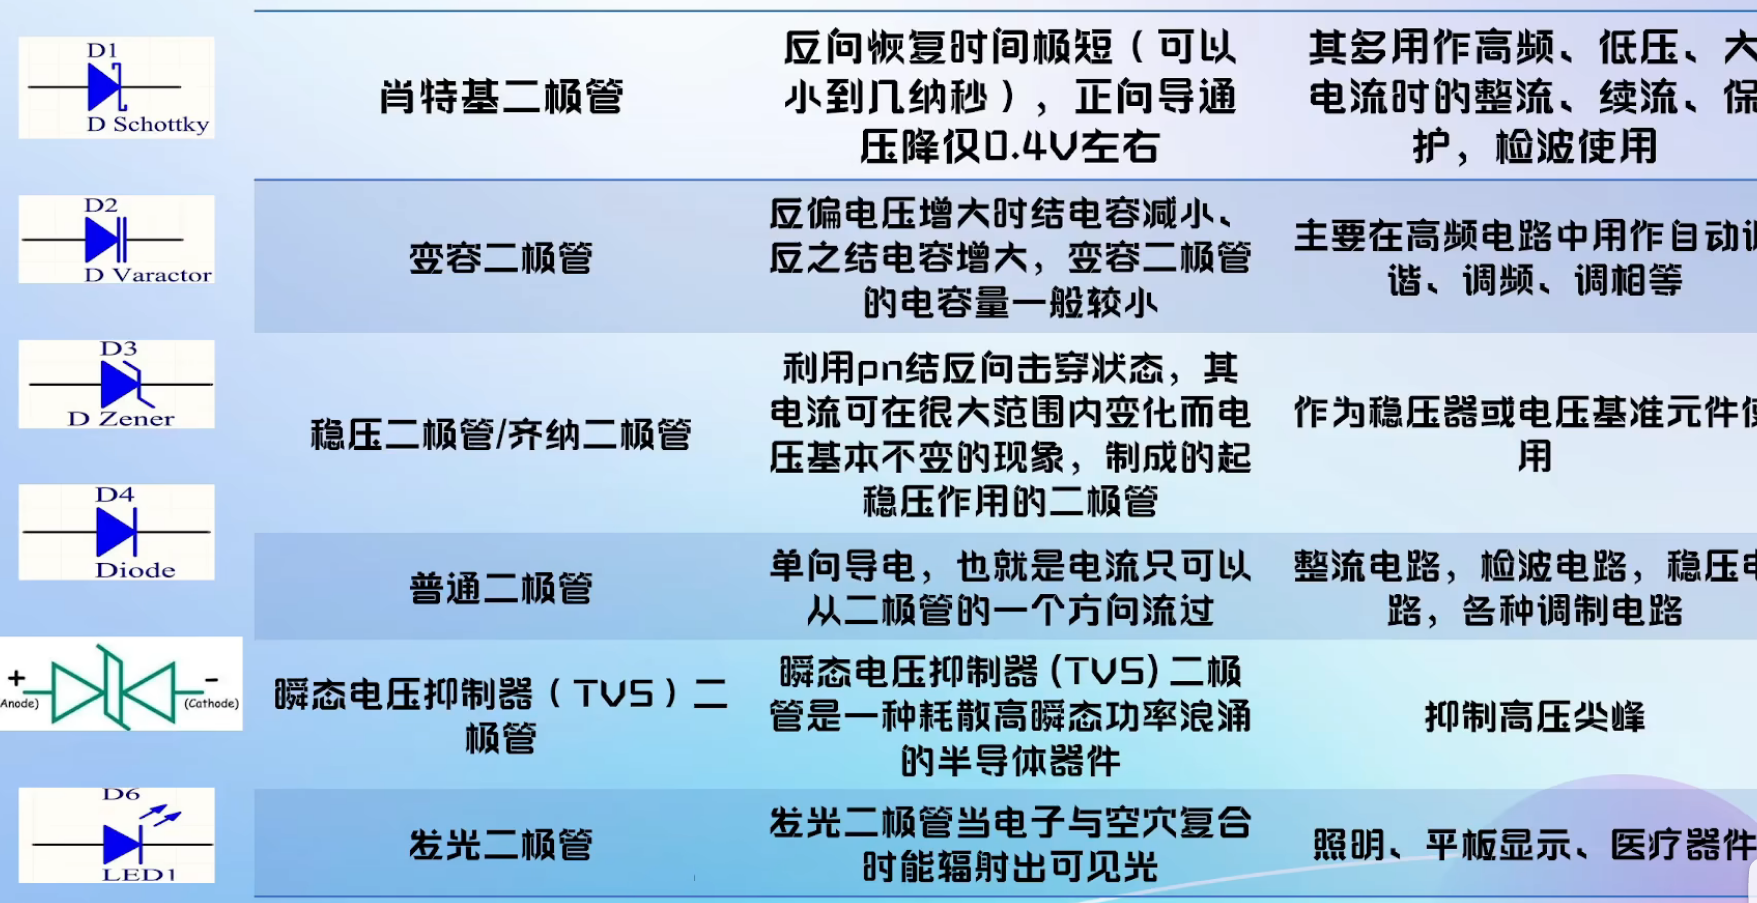 D1
D Schottky
肖特基二极管
反向恢复时间极短（可以
小到几纳秒），正向导通
压降仅0.4V左右
其多用作高频、低压、大
电流时的整流、续流、保
护，检波使用
D2
D Varactor
变容二极管
反偏电压增大时结电容减小、
反之结电容增大，变容二极管
的电容量一般较小
主要在高频电路中用作自动调
谐、调频、调相等
D3
D Zener
稳压二极管/齐纳二极管
利用pn结反向击穿状态，其
电流可在很大范围内变化而电
压基本不变的现象，制成的起
稳压作用的二极管
作为稳压器或电压基准元件使
用
D4
Diode
普通二极管
单向导电，也就是电流只可以
从二极管的一个方向流过
整流电路，检波电路，稳压电
路，各种调制电路
+
-
Anode)
(Cathode)
瞬态电压抑制器（TVS）二
极管
瞬态电压抑制器(TVS)二极
管是一种耗散高瞬态功率浪涌
的半导体器件
抑制高压尖峰
D6
LED1
发光二极管
发光二极管当电子与空穴复合
时能辐射出可见光
照明、平板显示、医疗器件